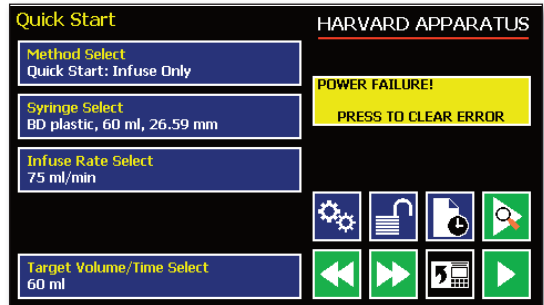 Quick Start
HARVARD APPARATUS
Method Select
Quick Start: Infuse Only
POWER FAILURE!
PRESS TO CLEAR ERROR
Syringe Select
BD plastic, 60 ml, 26.59 mm
Infuse Rate Select
75 ml/min
Target Volume/Time Select
60 ml